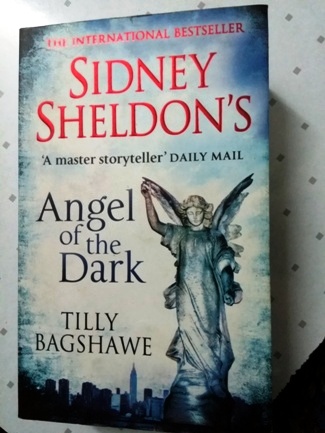 THE INTERNATIONAL BESTSELLER
SIDNEY
SHELDON'S
'A master storyteller' DAILY MAIL
Angel
of the
Dark
TILLY
BAGSHAWE